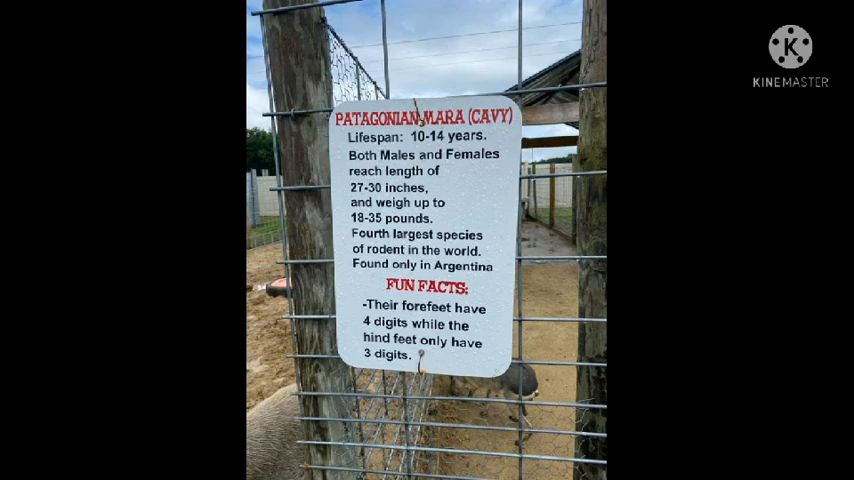 PATAGONIAN MARA (CAVY)
Lifespan: 10-14 years.
Both Males and Females
reach length of
27-30 inches,
and weigh up to
18-35 pounds.
Fourth largest species
of rodent in the world.
Found only in Argentina
FUN FACTS:
-Their forefeet have
4 digits while the
hind feet only have
3 digits.
K
KINEMASTER